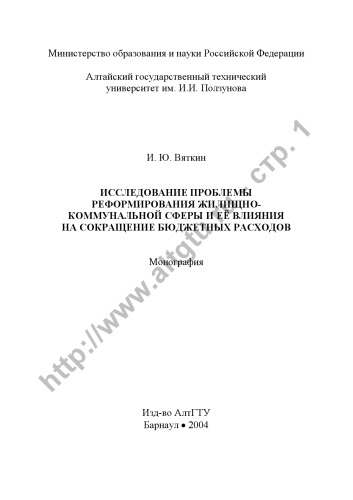 Министерство образования и науки Российской Федерации
Алтайский государственный технический
университет им. И.И. Ползунова
И. Ю. Вяткин
ИССЛЕДОВАНИЕ ПРОБЛЕМЫ
РЕФОРМИРОВАНИЯ ЖИЛИЩНО-
КОММУНАЛЬНОЙ СФЕРЫ И ЕЁ ВЛИЯНИЯ
НА СОКРАЩЕНИЕ БЮДЖЕТНЫХ РАСХОДОВ
Монография
http://www.altgtu.ru стр. 1
Изд-во АлтГТУ
Барнаул • 2004